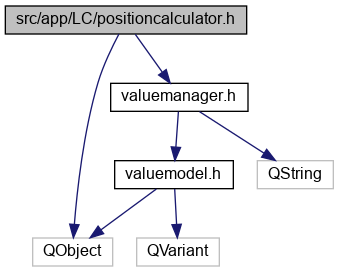 src/app/LC/positioncalculator.h
valuemanager.h
valuemodel.h
QString
QObject
QVariant